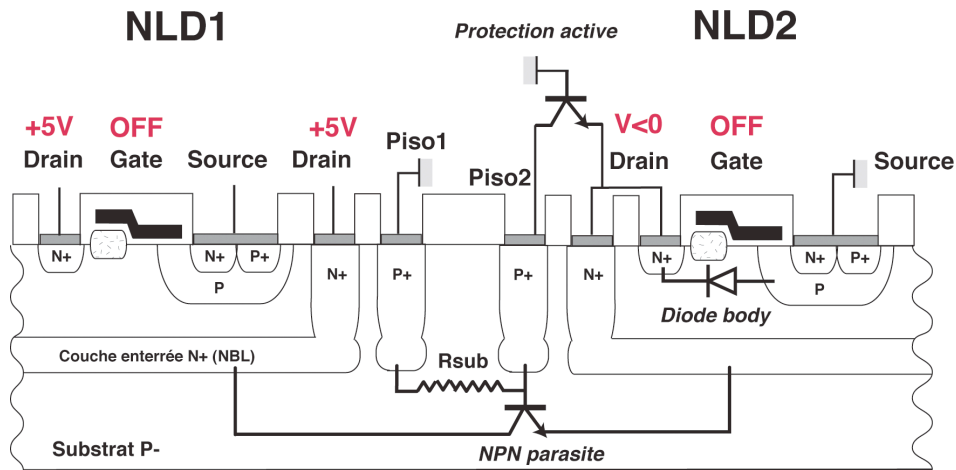 NLD1
NLD2
Protection active
+5V
OFF
+5V
V<0
OFF
Drain
Gate
Source
Drain
Piso1
Piso2
Drain
Gate
Source
N+
N+
P+
N+
P+
P+
N+
N+
N+
P+
P
P
Diode body
Couche enterrée N+ (NBL)
Rsub
Substrat P-
NPN parasite